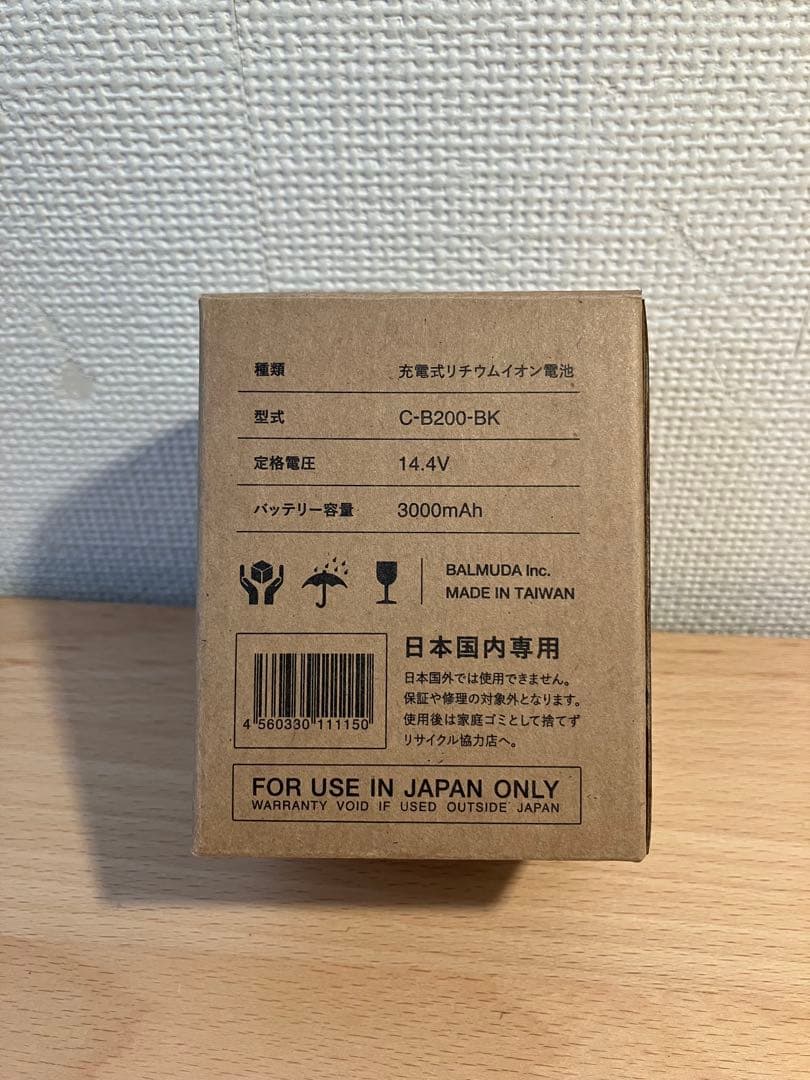 種類 充電式リチウムイオン電池
型式 C-B200-BK
定格電圧 14.4V
バッテリー容量 3000mAh
BALMUDA Inc.
MADE IN TAIWAN
4 560330 111150
日本国内専用
日本国外では使用できません。
保証や修理の対象外となります。
使用後は家庭ゴミとして捨てず
リサイクル協力店へ。
FOR USE IN JAPAN ONLY
WARRANTY VOID IF USED OUTSIDE JAPAN